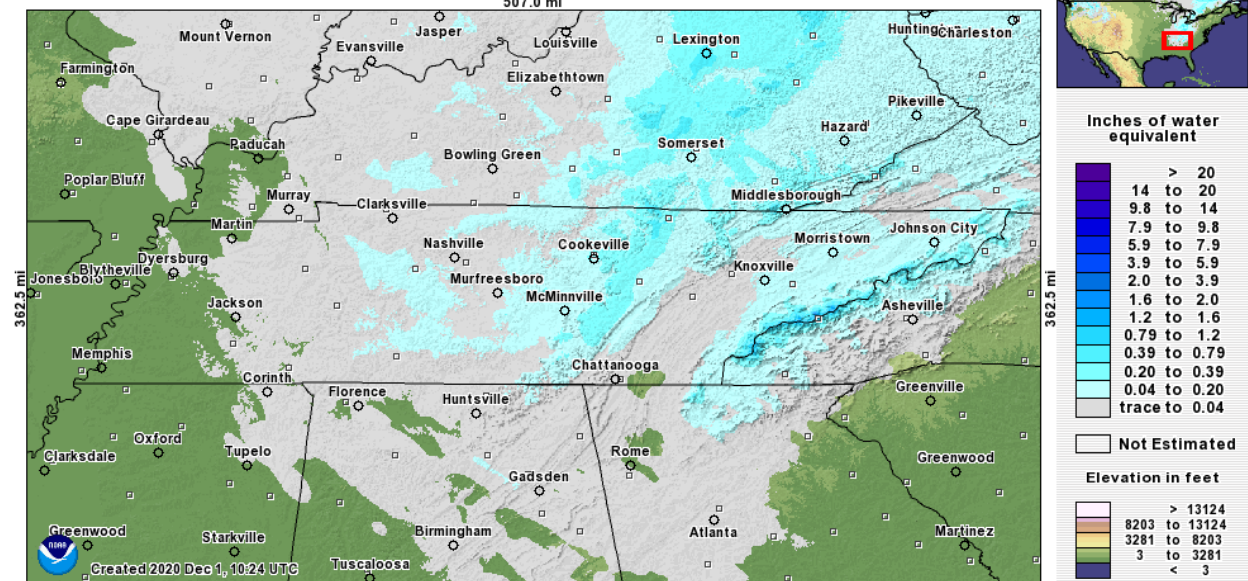 507.0 mi
Mount Vernon
Jasper
Louisville
Lexington
Huntington
Charleston
Evansville
Farmington
Elizabethtown
Pikeville
Cape Girardeau
Hazard
Paducah
Somerset
Bowling Green
Poplar Bluff
Murray
Clarksville
Middlesborough
Martin
Nashville
Cookeville
Morristown
Johnson City
Dyersburg
Blytheville
Jonesboro
Murfreesboro
Knoxville
McMinnville
Jackson
Asheville
362.5 mi
362.5 mi
Memphis
Chattanooga
Corinth
Florence
Huntsville
Greenville
Oxford
Tupelo
Rome
Clarksdale
Greenwood
Gadsden
Greenwood
Starkville
Birmingham
Atlanta
Martinez
Tuscaloosa
NOAA
Created 2020 Dec 1, 10:24 UTC
Inches of water
equivalent
> 20
14 to 20
9.8 to 14
7.9 to 9.8
5.9 to 7.9
3.9 to 5.9
2.0 to 3.9
1.6 to 2.0
1.2 to 1.6
0.79 to 1.2
0.39 to 0.79
0.20 to 0.39
0.04 to 0.20
trace to 0.04
Not Estimated
Elevation in feet
> 13124
8203 to 13124
3281 to 8203
3 to 3281
< 3